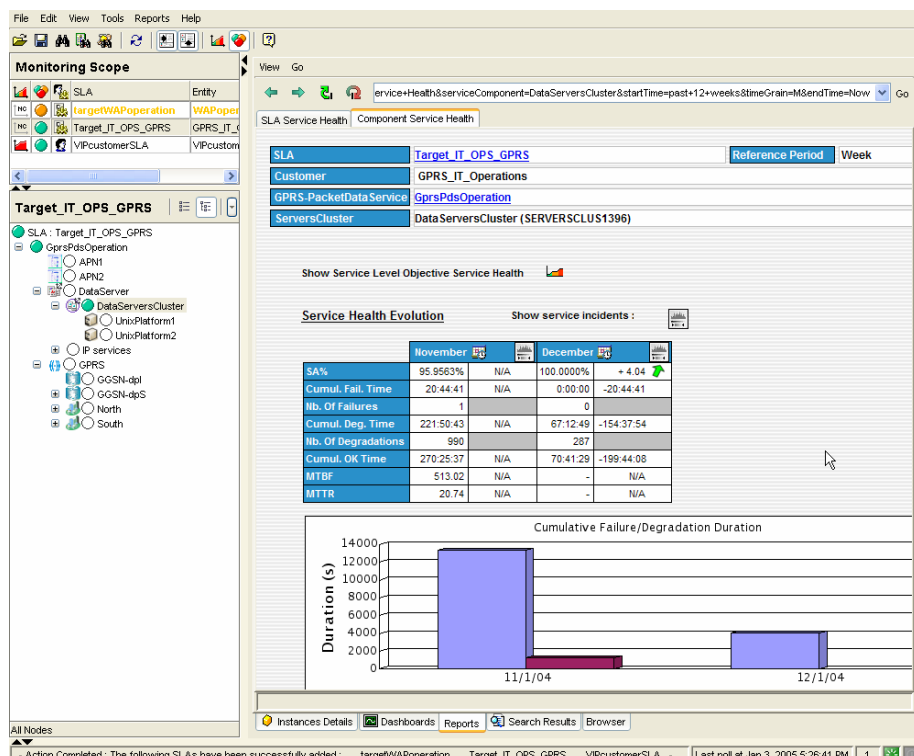 File Edit View Tools Reports Help
Monitoring Scope
SLA Entity
NC targetWAPoperation WAPoper
NC Target_IT_OPS_GPRS GPRS_IT_
VIPcustomerSLA VIPcustom
Target_IT_OPS_GPRS
SLA : Target_IT_OPS_GPRS
GprsPdsOperation
APN1
APN2
DataServer
DataServersCluster
UnixPlatform1
UnixPlatform2
IP services
GPRS
GGSN-dpl
GGSN-dpS
North
South
All Nodes
View Go
ervice+Health&serviceComponent=DataServersCluster&startTime=past+12+weeks&timeGrain=M&endTime=Now Go
SLA Service Health Component Service Health
SLA Target_IT_OPS_GPRS Reference Period Week
Customer GPRS_IT_Operations
GPRS-PacketDataService GprsPdsOperation
ServersCluster DataServersCluster (SERVERSCLUS1396)
Show Service Level Objective Service Health
Service Health Evolution Show service incidents :
November December
SA% 95.9563% N/A 100.0000% + 4.04
Cumul. Fail. Time 20:44:41 N/A 0:00:00 -20:44:41
Nb. Of Failures 1 0
Cumul. Deg. Time 221:50:43 N/A 67:12:49 -154:37:54
Nb. Of Degradations 990 287
Cumul. OK Time 270:25:37 N/A 70:41:29 -199:44:08
MTBF 513.02 N/A - N/A
MTTR 20.74 N/A - N/A
Cumulative Failure/Degradation Duration
Duration (s)
14000
12000
10000
8000
6000
4000
2000
0
11/1/04 12/1/04
Instances Details Dashboards Reports Search Results Browser
- Action Completed : The following SLAs have been successfully added : targetWAPoperation Target_IT_OPS_GPRS VIPcustomerSLA - Last poll at Jan 3, 2005 5:26:41 PM 1